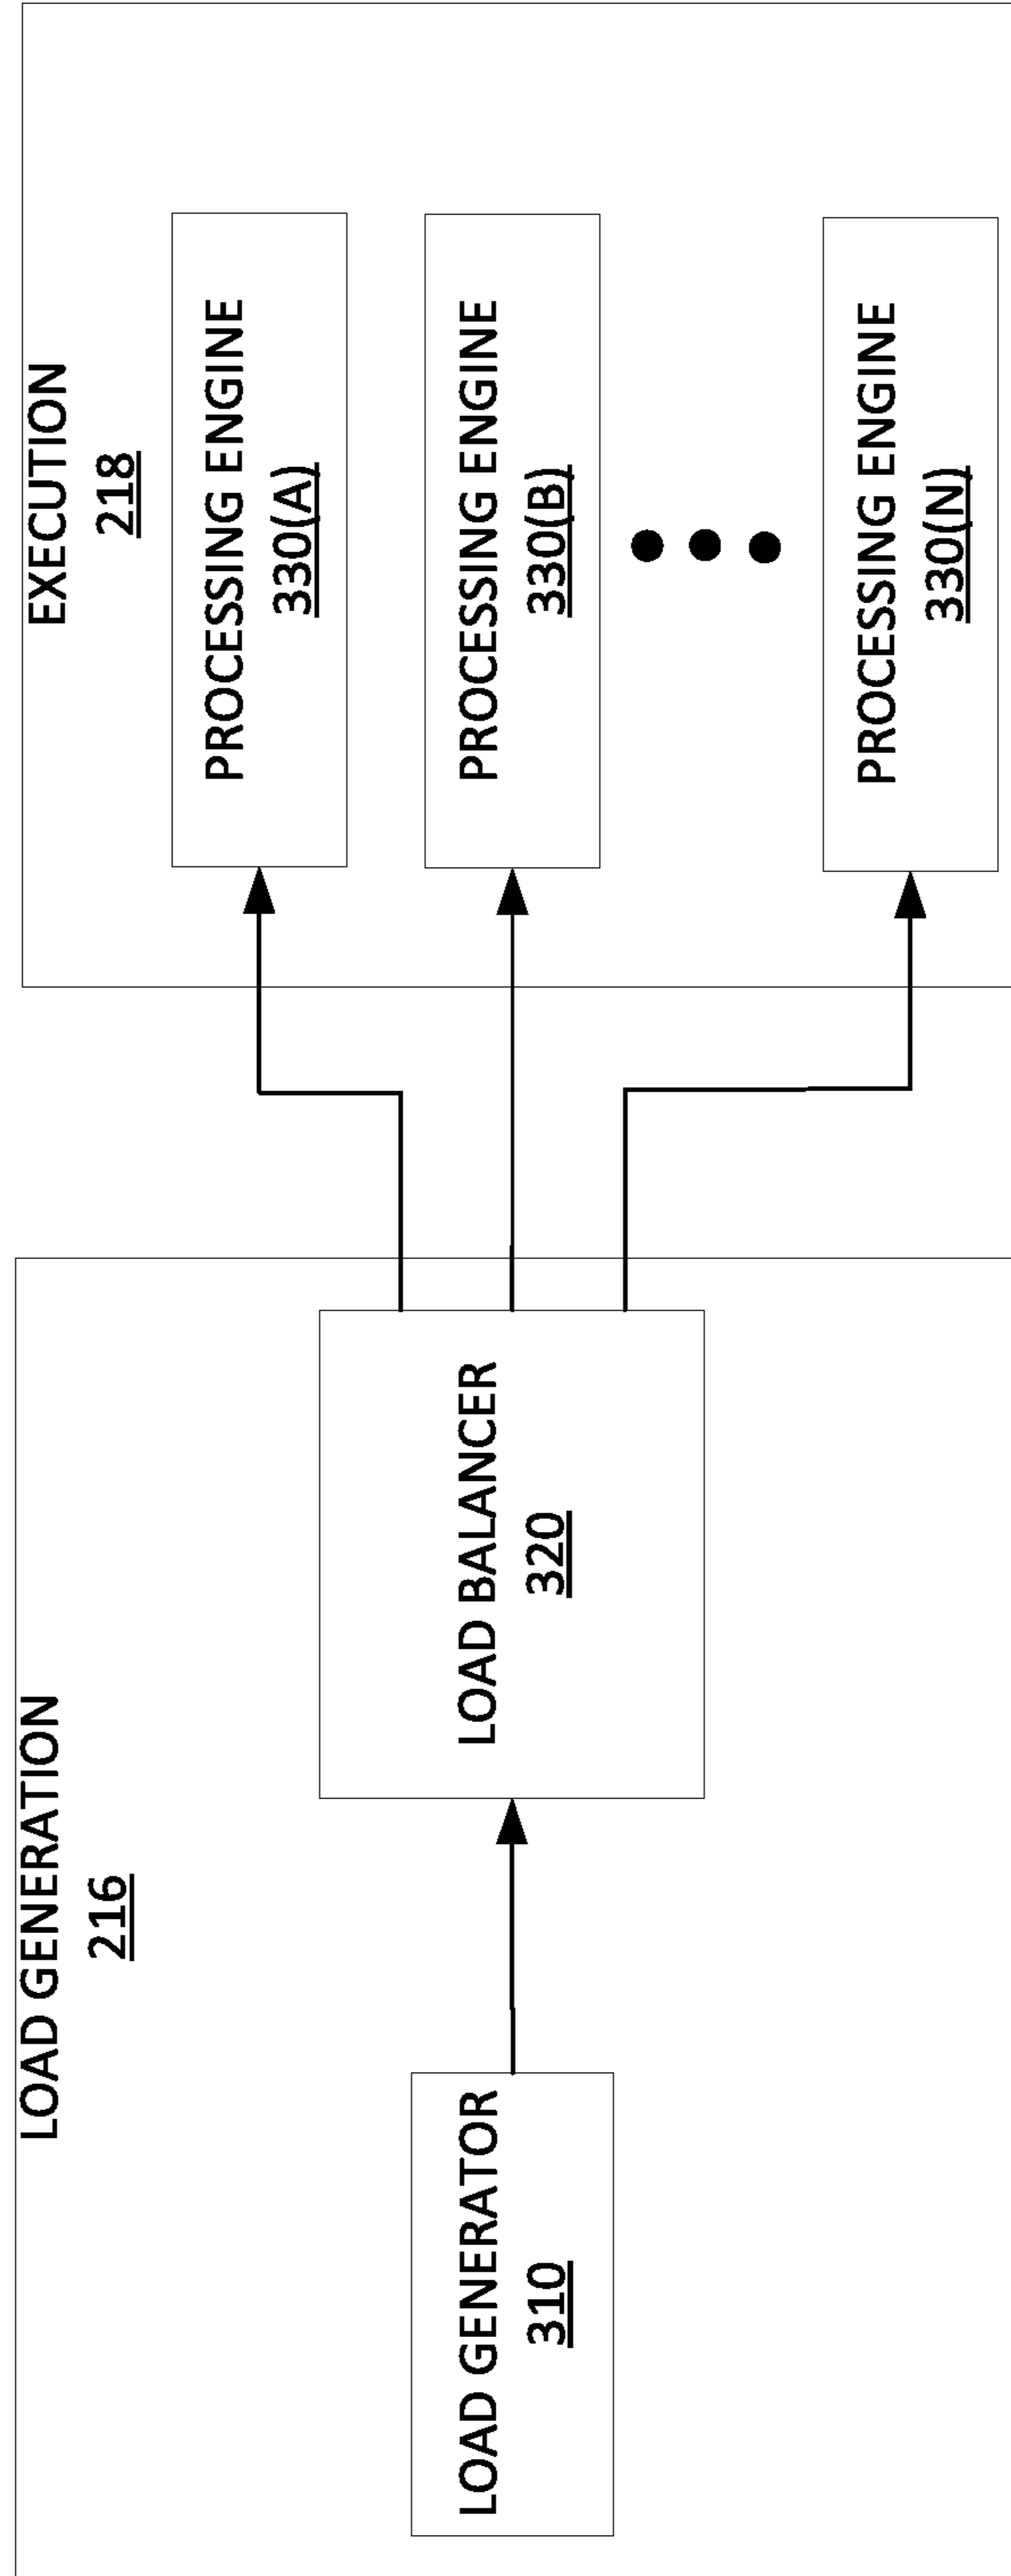 LOAD GENERATION
216
LOAD GENERATOR
310
LOAD BALANCER
320
EXECUTION
218
PROCESSING ENGINE
330(A)
PROCESSING ENGINE
330(B)
PROCESSING ENGINE
330(N)